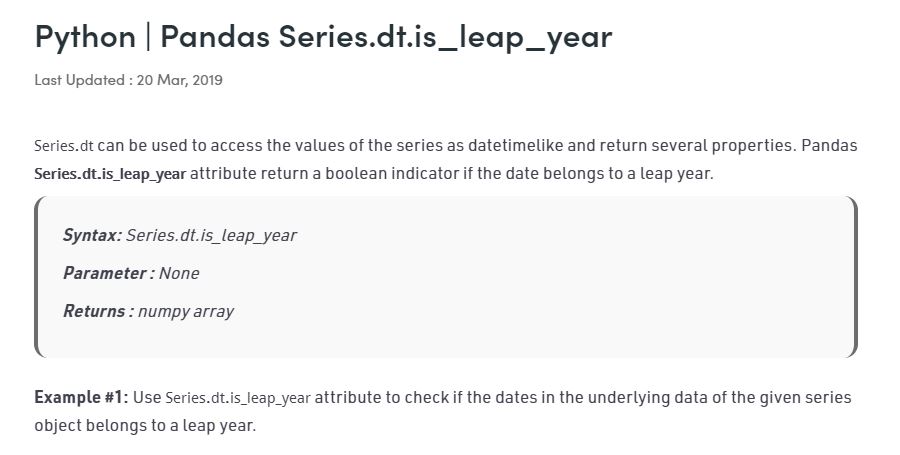 Python | Pandas Series.dt.is_leap_year
Last Updated : 20 Mar, 2019
Series.dt can be used to access the values of the series as datetimelike and return several properties. Pandas
Series.dt.is_leap_year attribute return a boolean indicator if the date belongs to a leap year.
Syntax: Series.dt.is_leap_year
Parameter : None
Returns : numpy array
Example #1: Use Series.dt.is_leap_year attribute to check if the dates in the underlying data of the given series
object belongs to a leap year.